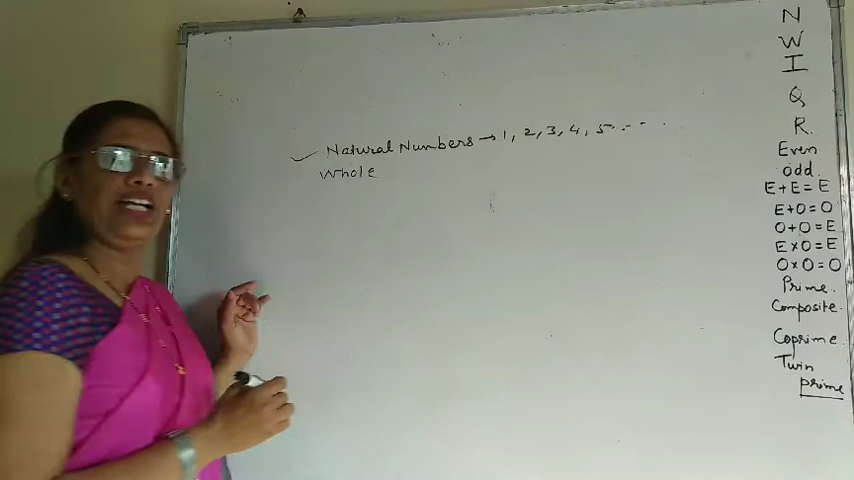 ✓ Natural Numbers → 1, 2, 3, 4, 5......
Whole
N
W
I
Q
R.
Even
odd
E + E = E
E + O = O
O + O = E
E × O = E
O × O = O
Prime.
Composite.
Coprime.
Twin
prime